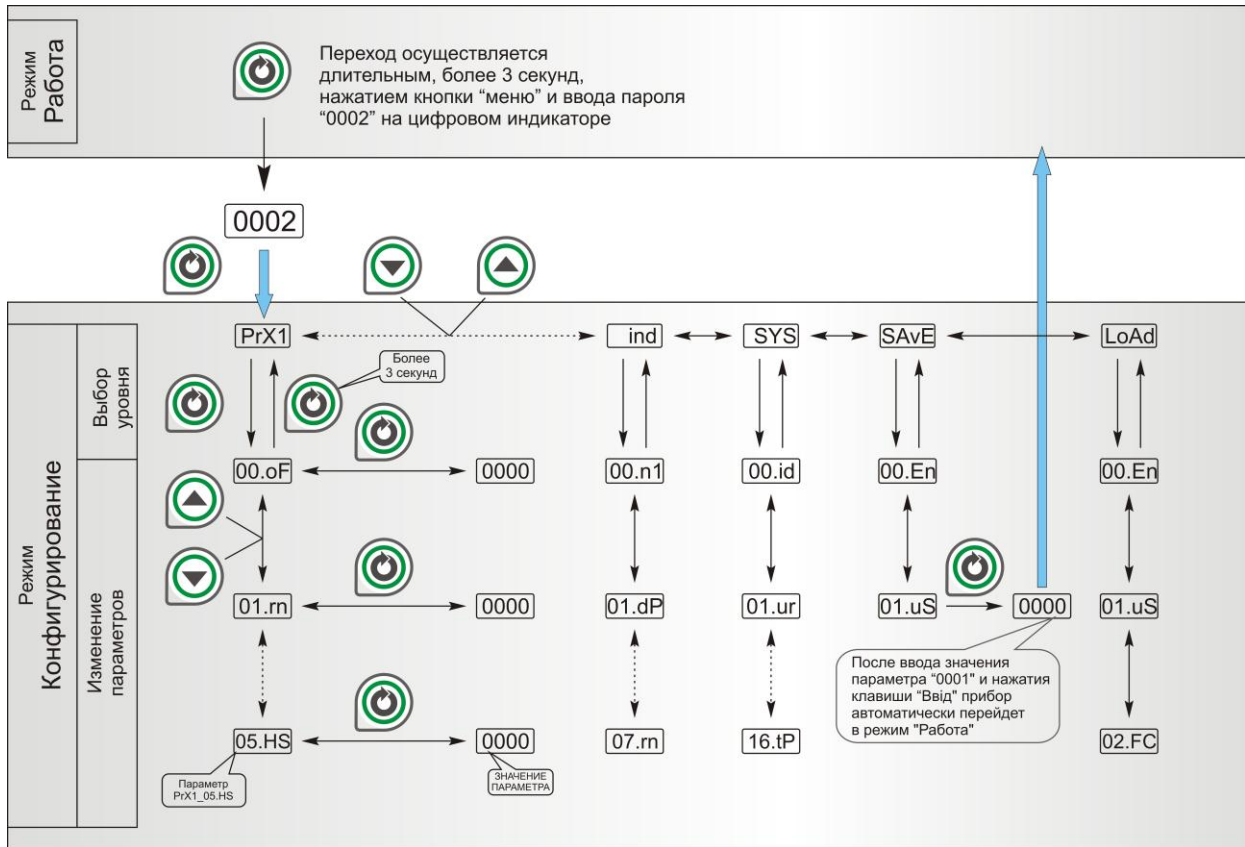 Режим
Работа
Переход осуществляется
длительным, более 3 секунд,
нажатием кнопки “меню” и ввода пароля
“0002” на цифровом индикаторе
0002
Режим
Конфигурирование
Выбор
уровня
Изменение
параметров
PrX1
ind
SYS
SAvE
LoAd
Более
3 секунд
00.oF
0000
00.n1
00.id
00.En
00.En
01.rn
0000
01.dP
01.ur
01.uS
0000
01.uS
После ввода значения
параметра “0001" и нажатия
клавиши “Ввід" прибор
автоматически перейдет
в режим "Работа"
05.HS
0000
07.rn
16.tP
02.FC
Параметр
PrX1_05.HS
ЗНАЧЕНИЕ
ПАРАМЕТРА